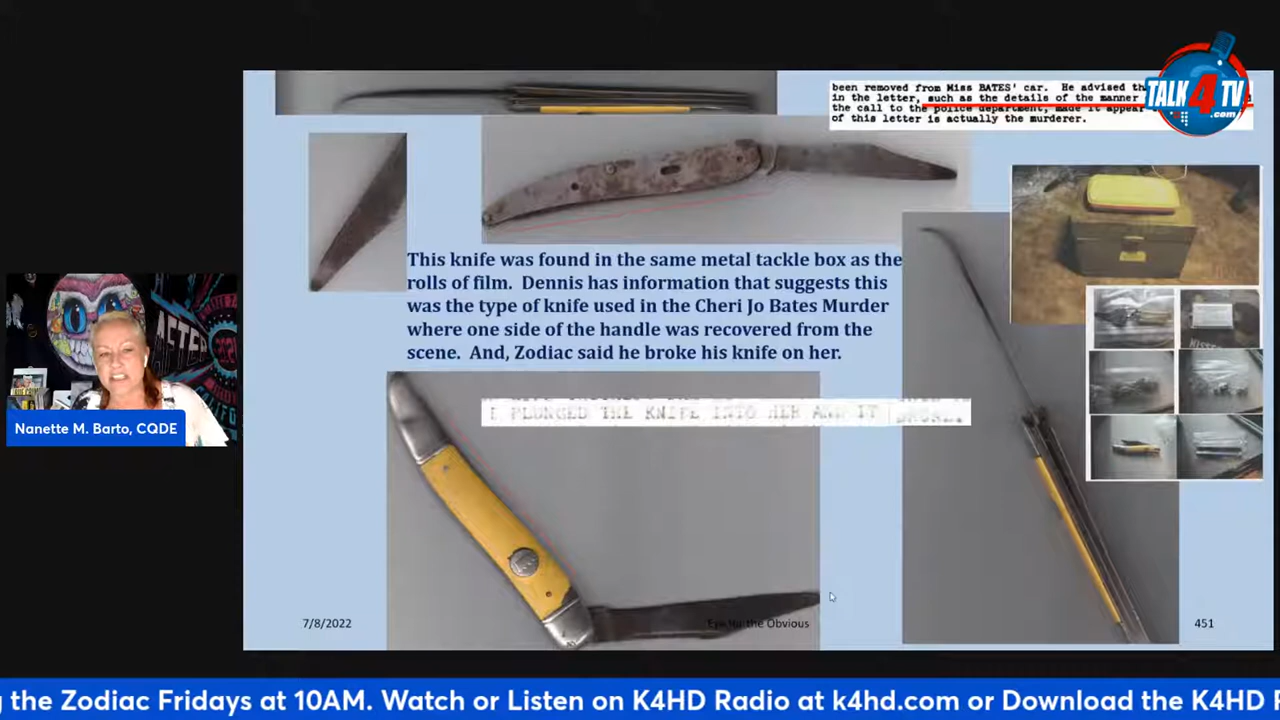 been removed from Miss BATES' car. He advised
in the letter, such as the details of the manner
the call to the police department, made it appear
of this letter is actually the murderer.
TALK4TV
.com
This knife was found in the same metal tackle box as the
rolls of film. Dennis has information that suggests this
was the type of knife used in the Cheri Jo Bates Murder
where one side of the handle was recovered from the
scene. And, Zodiac said he broke his knife on her.
I PLUNGED THE KNIFE INTO HER AND IT
AFTER
Nanette M. Barto, CQDE
7/8/2022
the Obvious
451
g the Zodiac Fridays at 10AM. Watch or Listen on K4HD Radio at k4hd.com or Download the K4HD